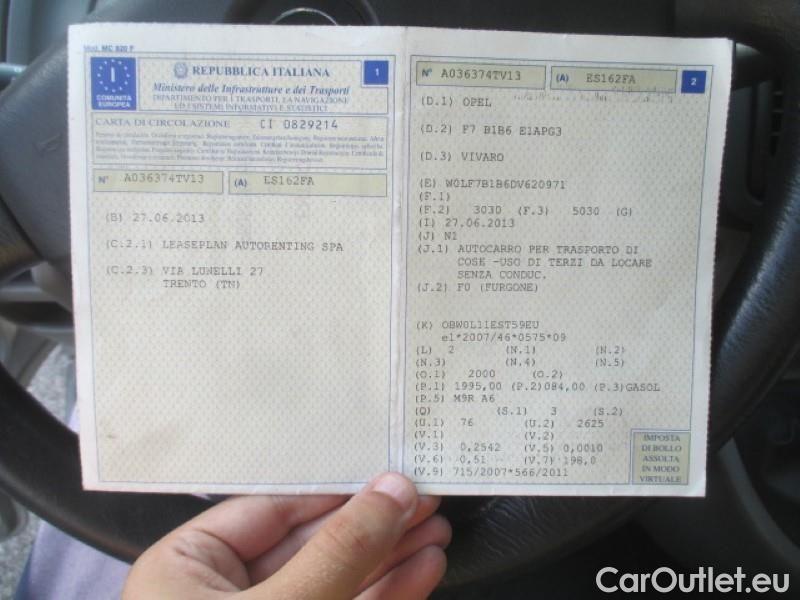 Mod. MC 820 F
REPUBBLICA ITALIANA
1
I
COMUNITÀ
EUROPEA
Ministero delle Infrastrutture e dei Trasporti
DIPARTIMENTO PER I TRASPORTI, LA NAVIGAZIONE
ED I SISTEMI INFORMATIVI E STATISTICI
CARTA DI CIRCOLAZIONE CI 0829214
N° A036374TV13 (A) ES162FA
(B) 27.06.2013
(C.2.1) LEASEPLAN AUTORENTING SPA
(C.2.3) VIA LUNELLI 27
TRENTO (TN)
N° A036374TV13 (A) ES162FA 2
(D.1) OPEL
(D.2) F7 B1B6 E1APG3
(D.3) VIVARO
(E) W0LF7B1B6DV620971
(F.1)
(F.2) 3030 (F.3) 5030 (G)
(I) 27.06.2013
(J) N1
(J.1) AUTOCARRO PER TRASPORTO DI
COSE -USO DI TERZI DA LOCARE
SENZA CONDUC.
(J.2) F0 (FURGONE)
(K) OBW0L11EST59EU
e1*2007/46*0575*09
(L) 2 (N.1) (N.2)
(N.3) (N.4) (N.5)
(O.1) 2000 (O.2)
(P.1) 1995,00 (P.2)084,00 (P.3)GASOL
(P.5) M9R A6
(Q) (S.1) 3 (S.2)
(U.1) 76 (U.2) 2625
(V.1) (V.2)
(V.3) 0,2542 (V.5) 0,0010
(V.6) 0,51 (V.7) 198,0
(V.9) 715/2007*566/2011
IMPOSTA
DI BOLLO
ASSOLTA
IN MODO
VIRTUALE
CarOutlet.eu